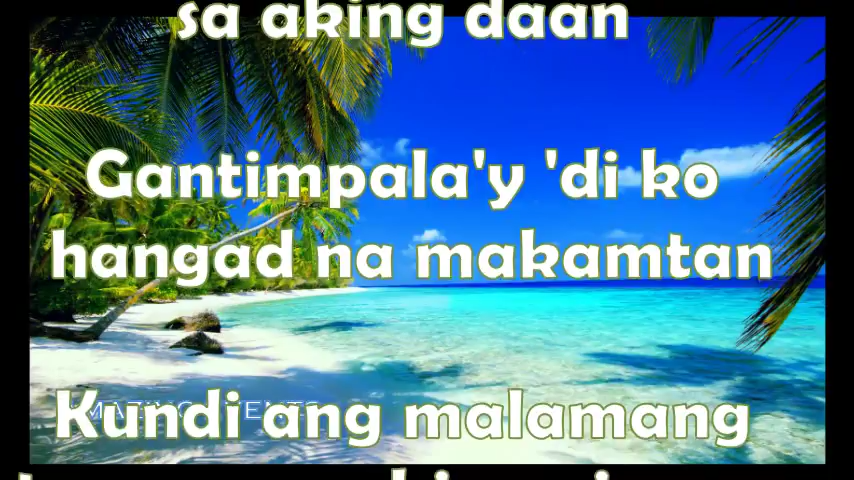 sa aking daan
Gantimpala'y 'di ko
hangad na makamtan
Kundi ang malamang